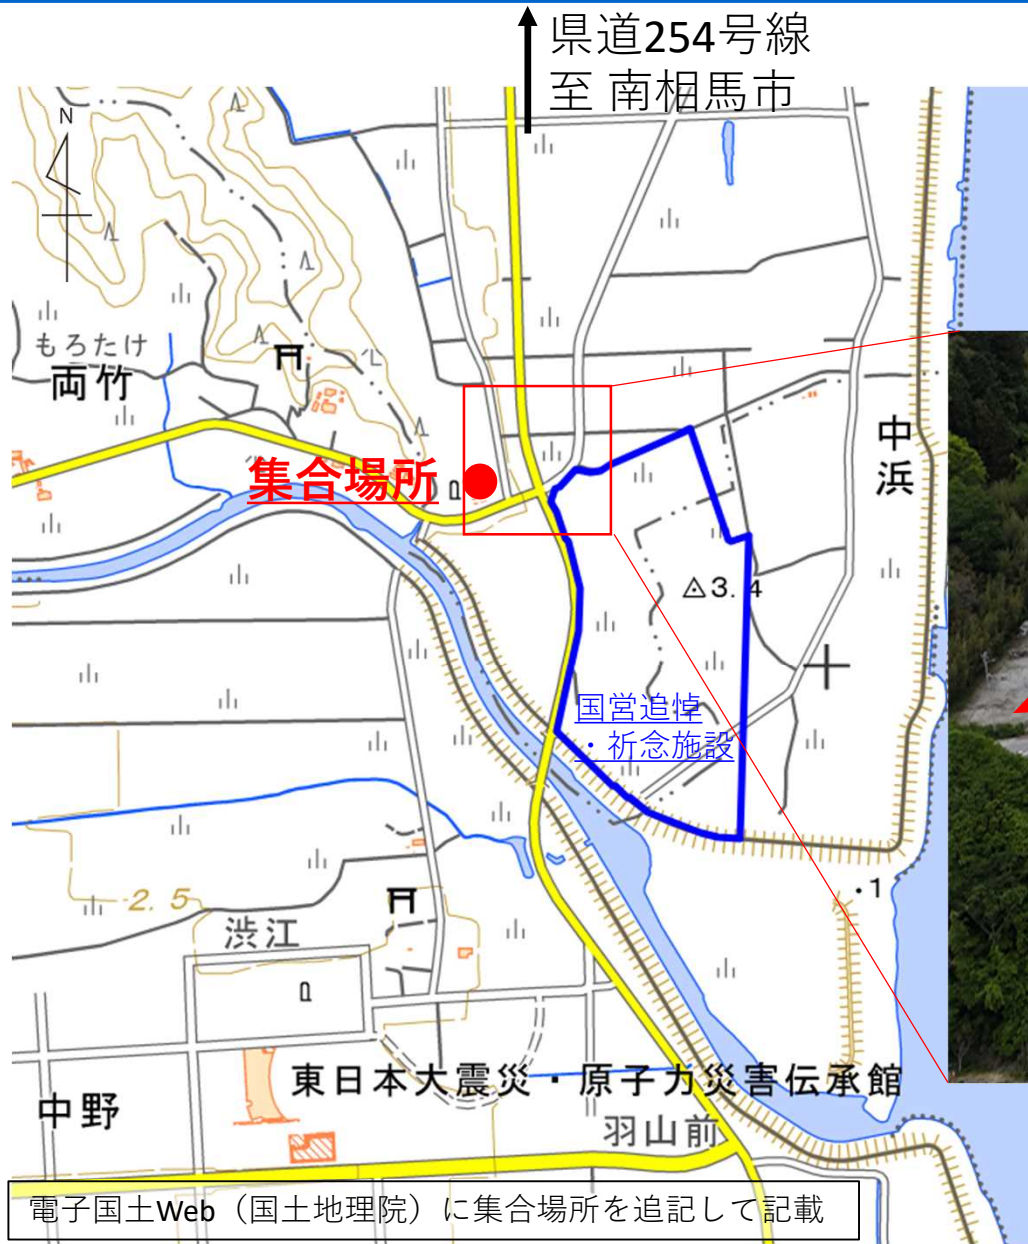 県道254号線
至 南相馬市
N
もろたけ
両竹
集合場所
中浜
3.4
国営追悼
・祈念施設
・1
2.5
渋江
東日本大震災・原子力災害伝承館
中野
羽山前
電子国土Web（国土地理院）に集合場所を追記して記載